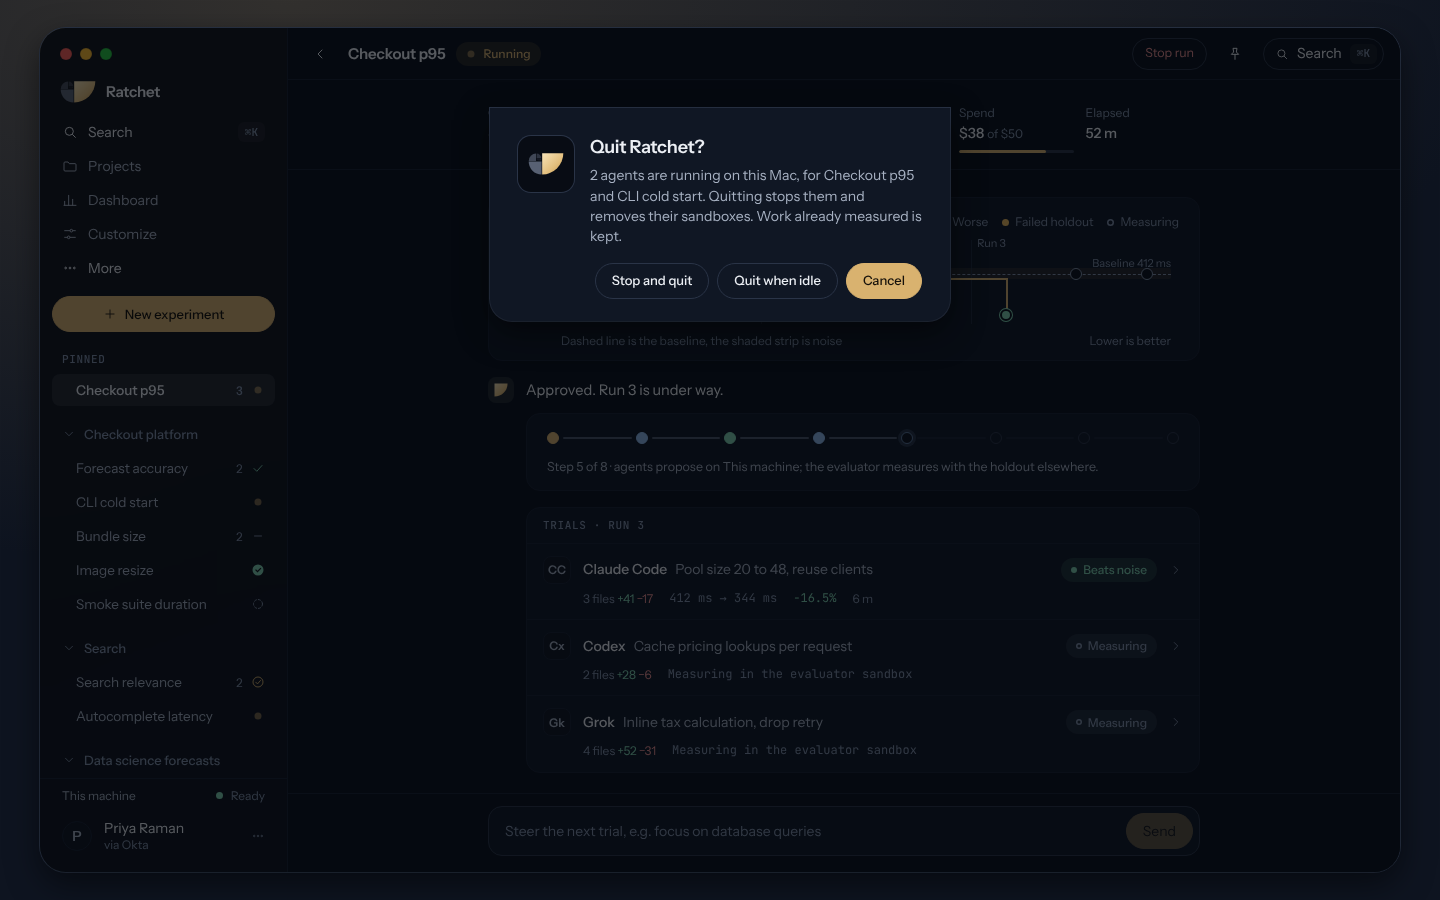 Ratchet
Search ⌘K
Projects
Dashboard
Customize
More
New experiment
PINNED
Checkout p95 3
Checkout platform
Forecast accuracy 2
CLI cold start
Bundle size 2
Image resize
Smoke suite duration
Search
Search relevance 2
Autocomplete latency
Data science forecasts
This machine Ready
P Priya Raman
via Okta
Checkout p95 Running
Stop run
Search ⌘K
Spend
$38 of $50
Elapsed
52 m
Quit Ratchet?
2 agents are running on this Mac, for Checkout p95
and CLI cold start. Quitting stops them and
removes their sandboxes. Work already measured is
kept.
Stop and quit Quit when idle Cancel
Worse Failed holdout Measuring
Run 3
Baseline 412 ms
Dashed line is the baseline, the shaded strip is noise Lower is better
Approved. Run 3 is under way.
Step 5 of 8 · agents propose on This machine; the evaluator measures with the holdout elsewhere.
TRIALS · RUN 3
CC Claude Code Pool size 20 to 48, reuse clients Beats noise
3 files +41 −17 412 ms → 344 ms -16.5% 6 m
Cx Codex Cache pricing lookups per request Measuring
2 files +28 −6 Measuring in the evaluator sandbox
Gk Grok Inline tax calculation, drop retry Measuring
4 files +52 −31 Measuring in the evaluator sandbox
Steer the next trial, e.g. focus on database queries Send